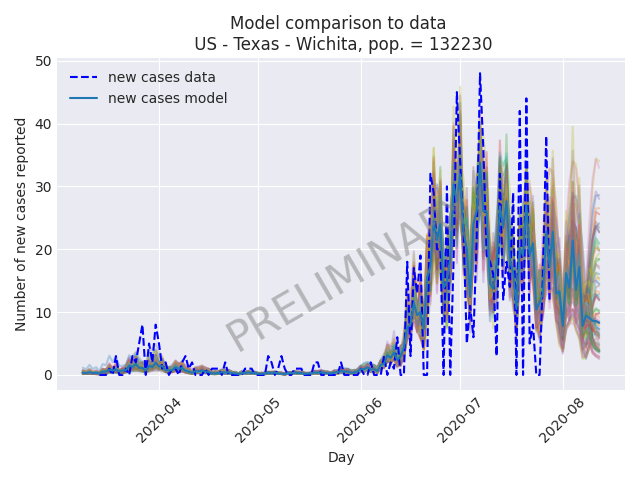 Model comparison to data
US - Texas - Wichita, pop. = 132230
new cases data
new cases model
Number of new cases reported
50
40
30
20
10
0
2020-04
2020-05
2020-06
2020-07
2020-08
Day